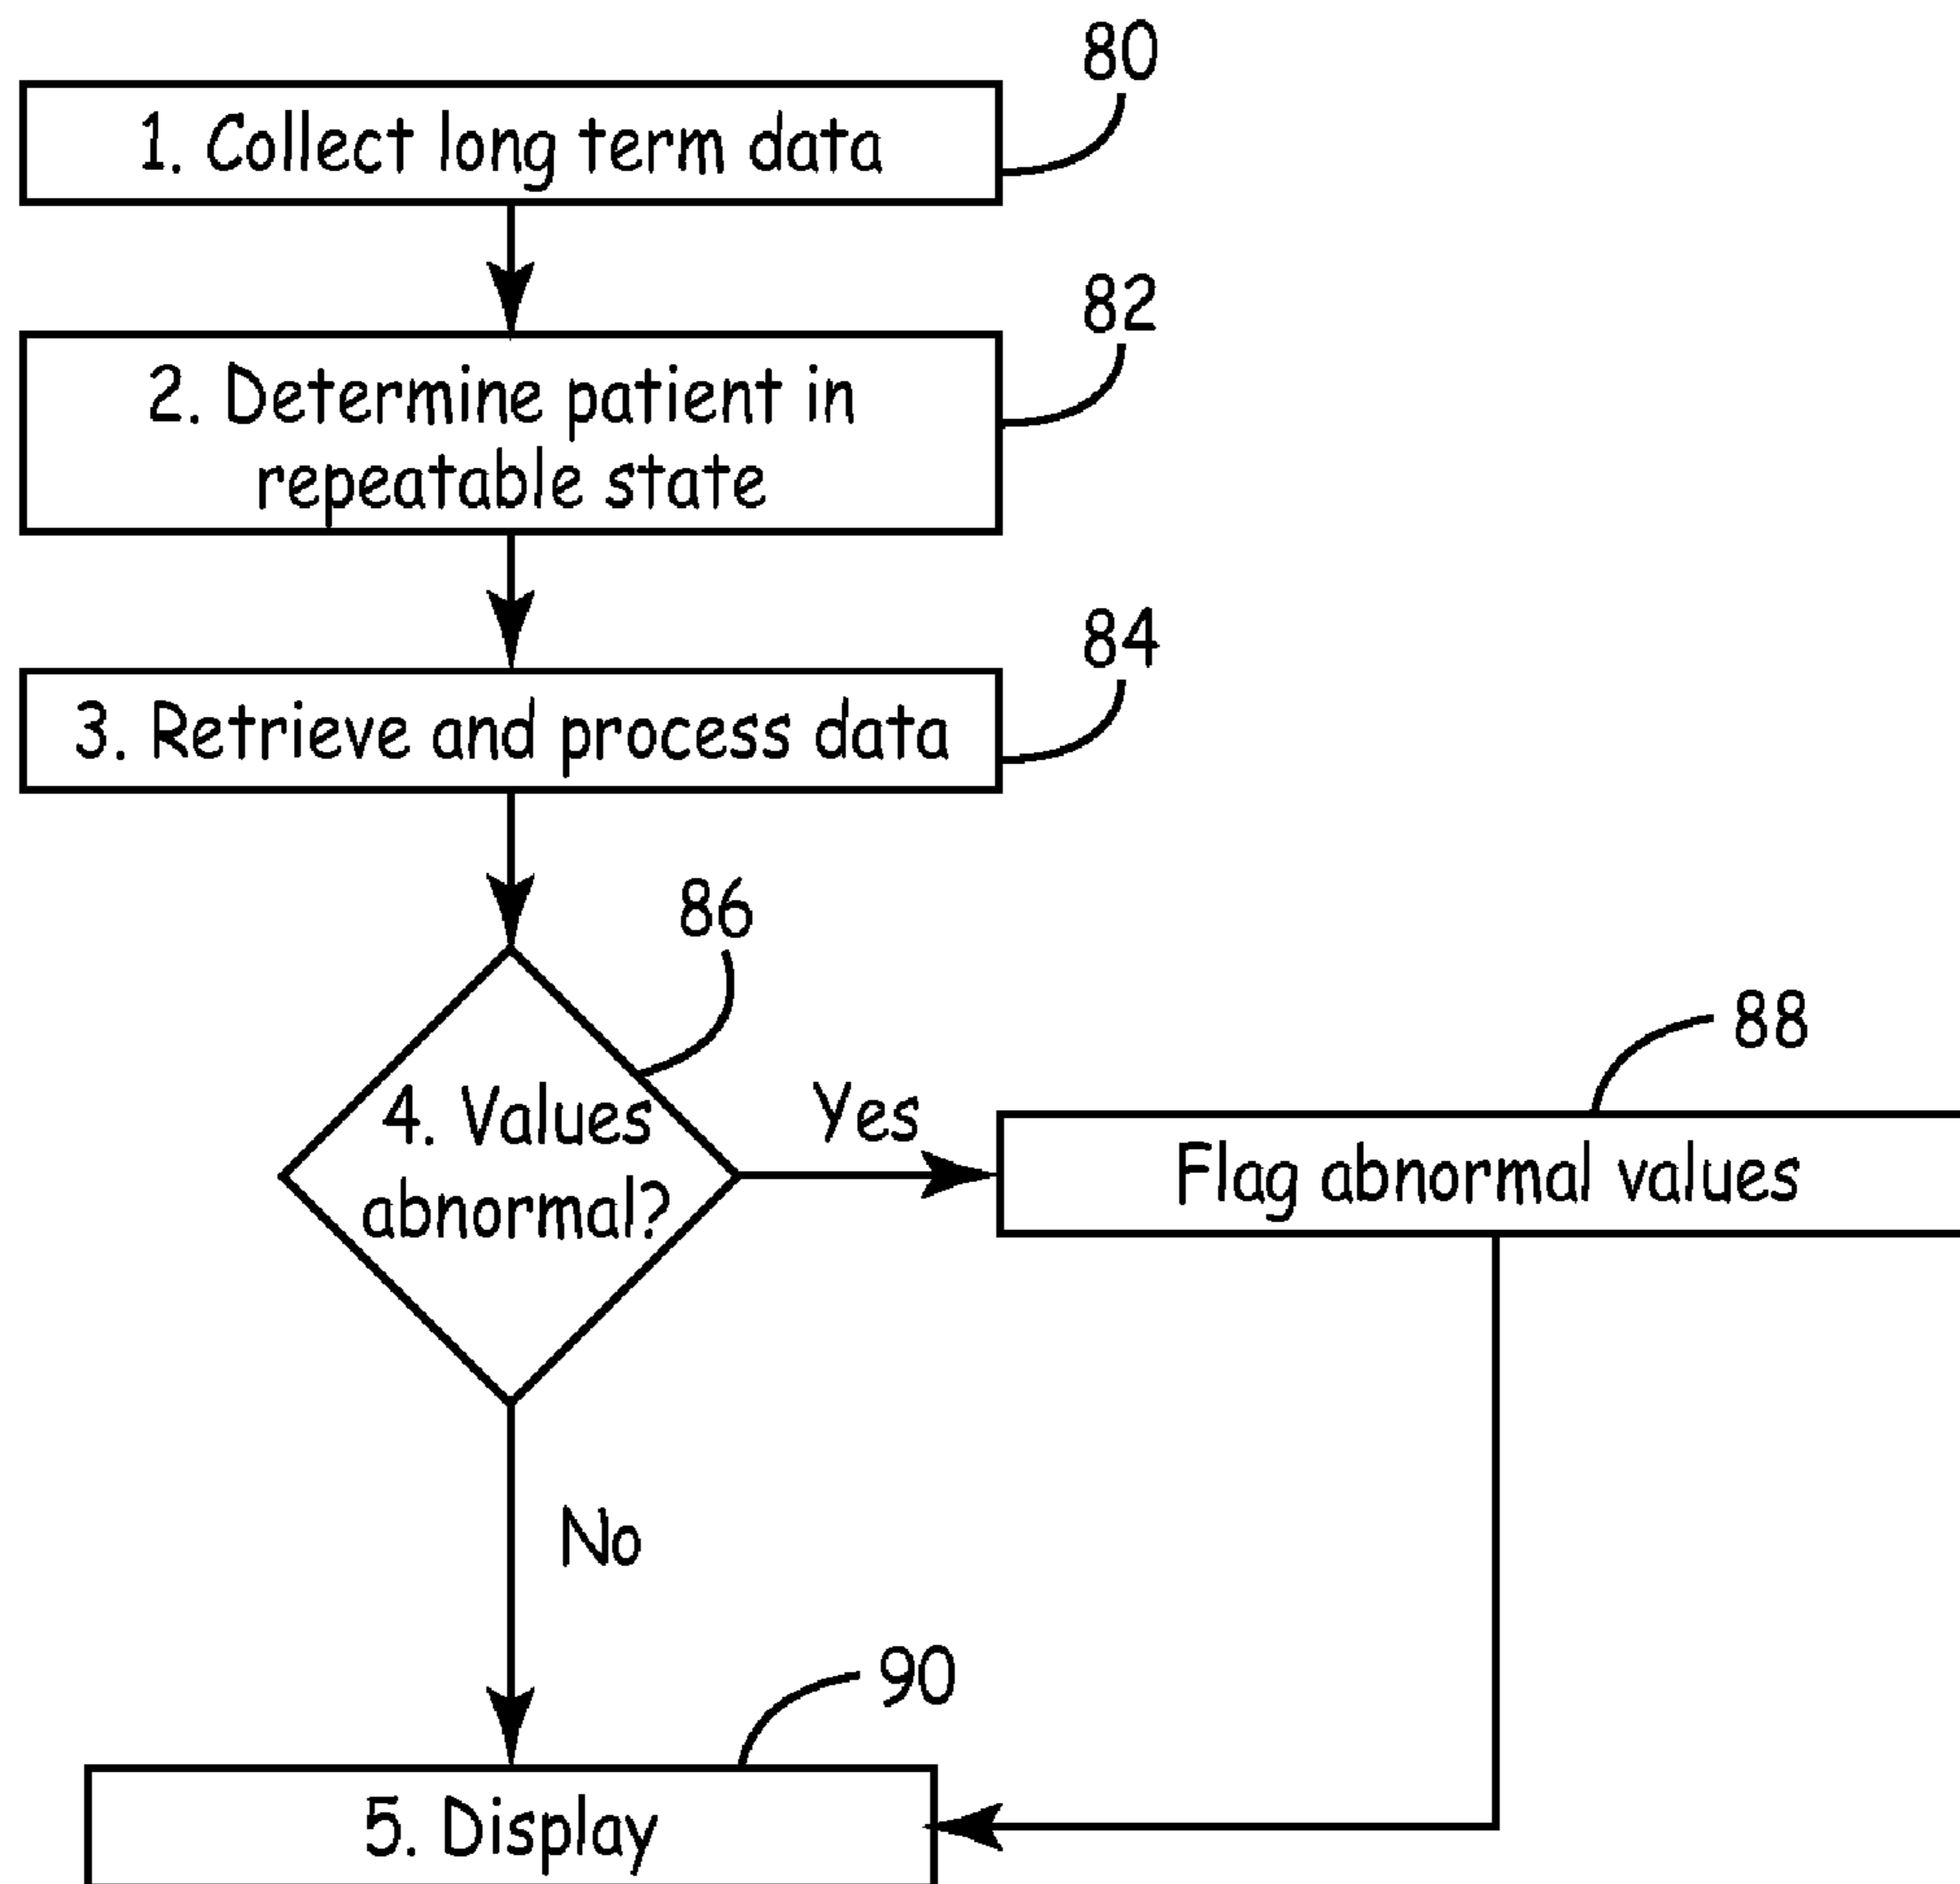 80
1. Collect long term data
82
2. Determine patient in
repeatable state
84
3. Retrieve and process data
86
88
4. Values
abnormal?
Yes
Flag abnormal values
No
90
5. Display